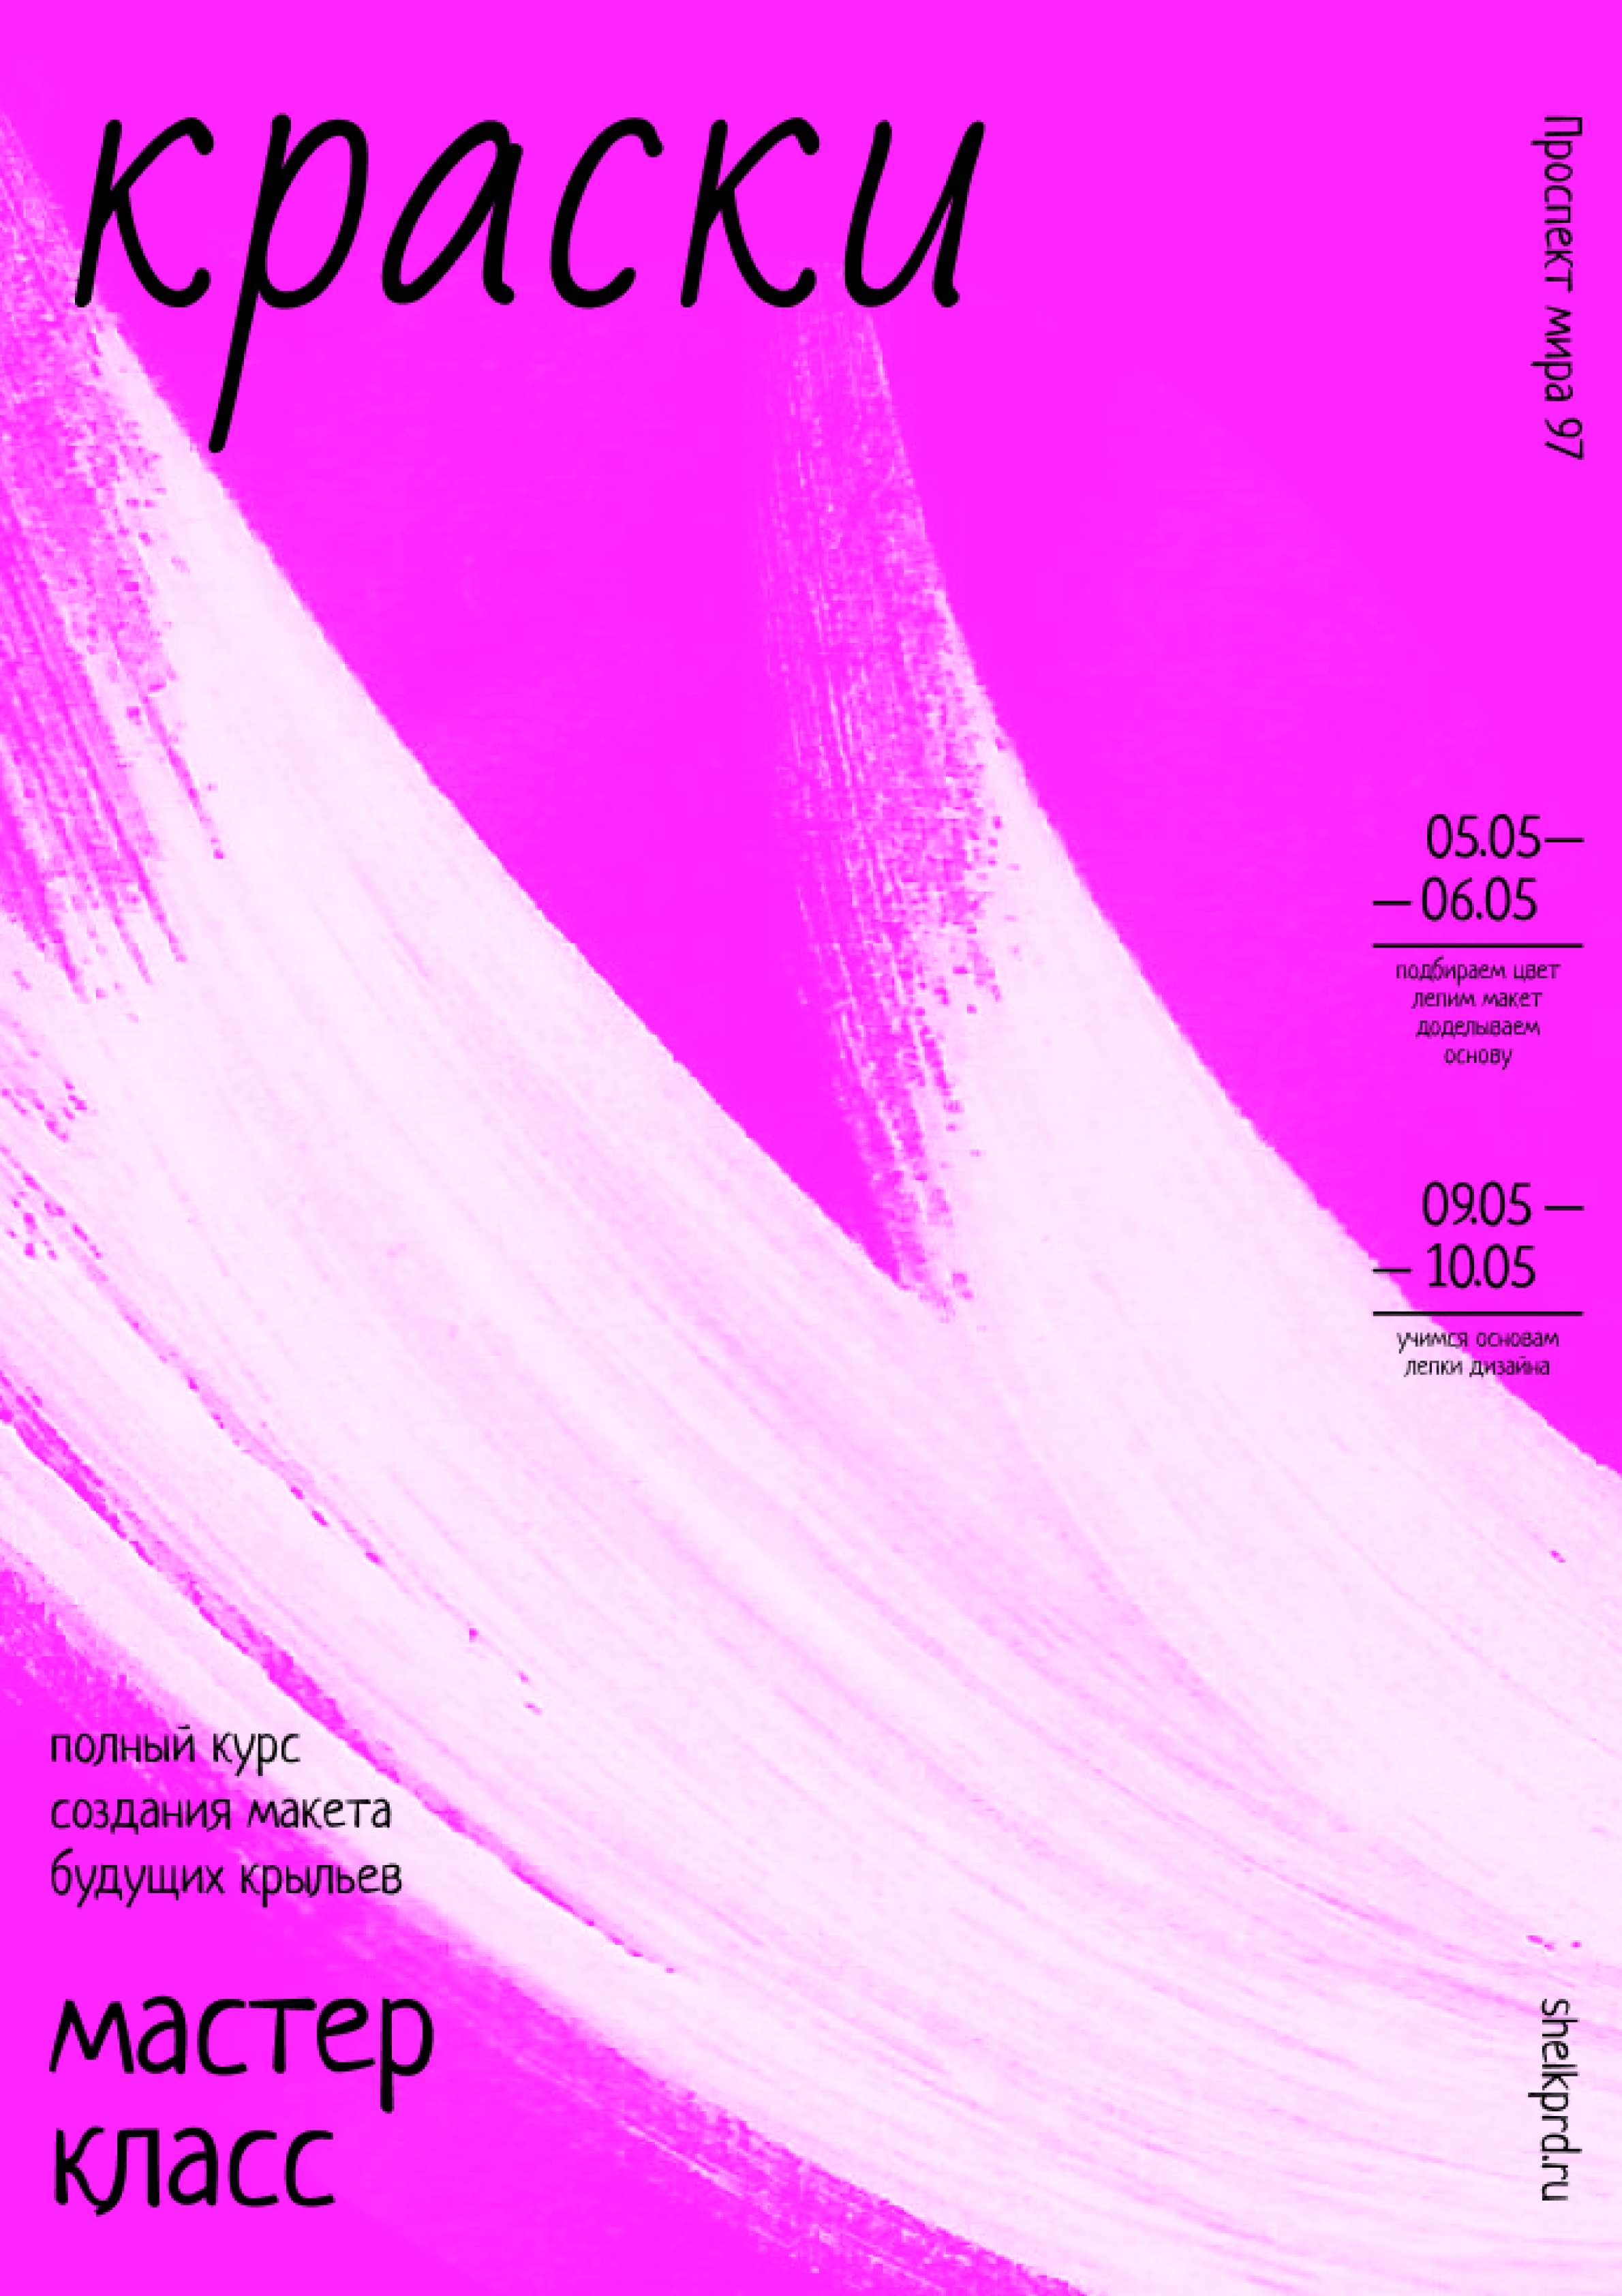 краски
Проспект мира 97
05.05—
—06.05
подбираем цвет
лепим макет
доделываем
основу
09.05 —
— 10.05
учимся основам
лепки дизайна
полный курс
создания макета
будущих крыльев
мастер
класс
shelkprd.ru